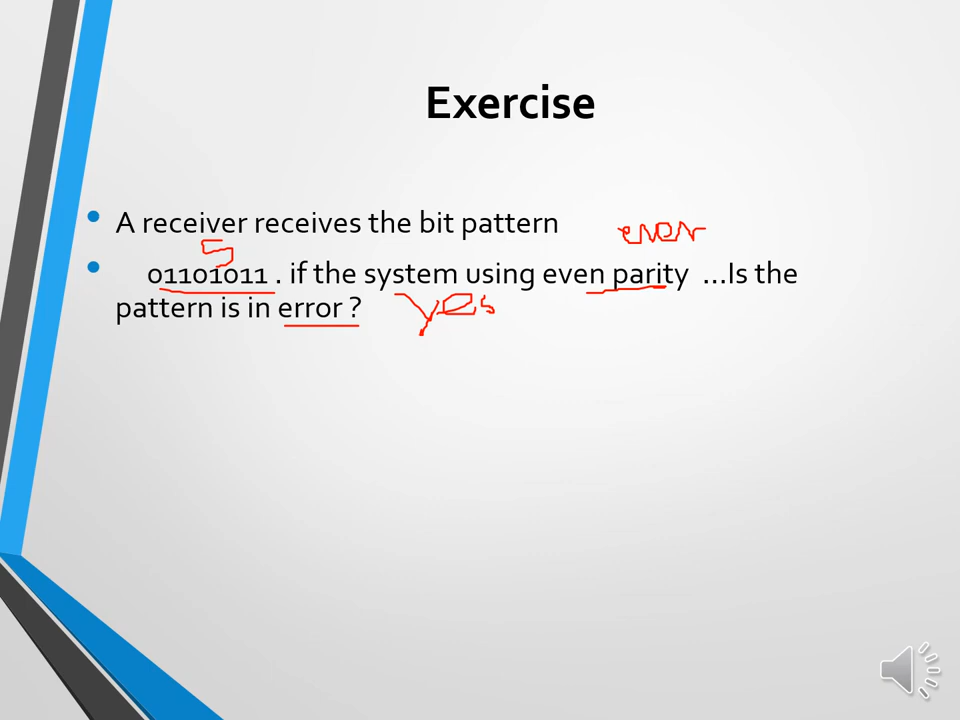 Exercise
• A receiver receives the bit pattern
even
5
• 01101011 . if the system using even parity ...Is the
pattern is in error ? yes